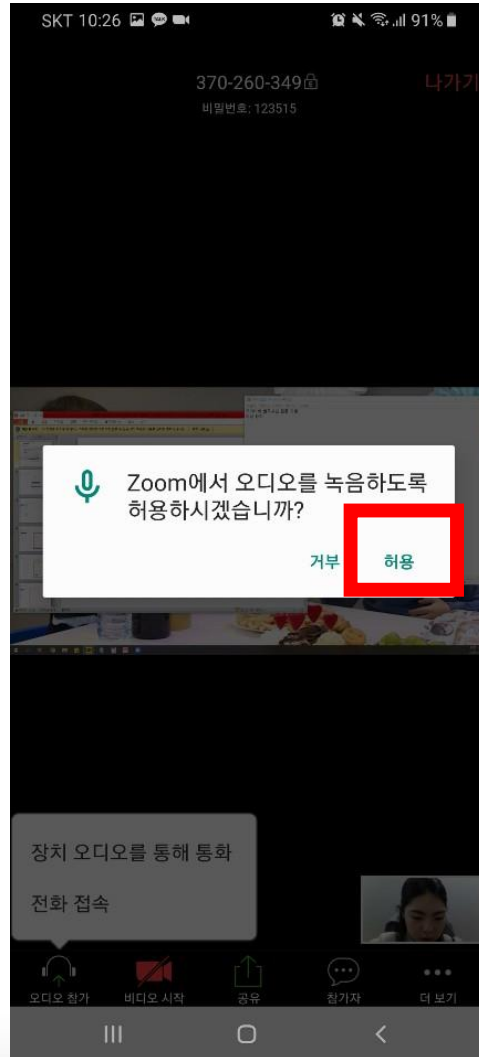 SKT 10:26 91%
370-260-349
나가기
비밀번호: 123515
Zoom에서 오디오를 녹음하도록
허용하시겠습니까?
거부 허용
장치 오디오를 통해 통화
전화 접속
오디오 참가 비디오 시작 공유 참가자 더 보기